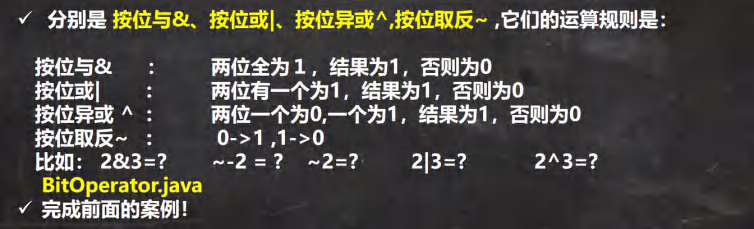 ✓ 分别是 按位与&、按位或|、按位异或^,按位取反~ ,它们的运算规则是：
按位与& ： 两位全为１，结果为1，否则为0
按位或| ： 两位有一个为1，结果为1，否则为0
按位异或 ^ ： 两位一个为0,一个为1，结果为1，否则为0
按位取反~ ： 0->1 ,1->0
比如： 2&3=? ~-2 = ? ~2=? 2|3=? 2^3=?
BitOperator.java
✓ 完成前面的案例！